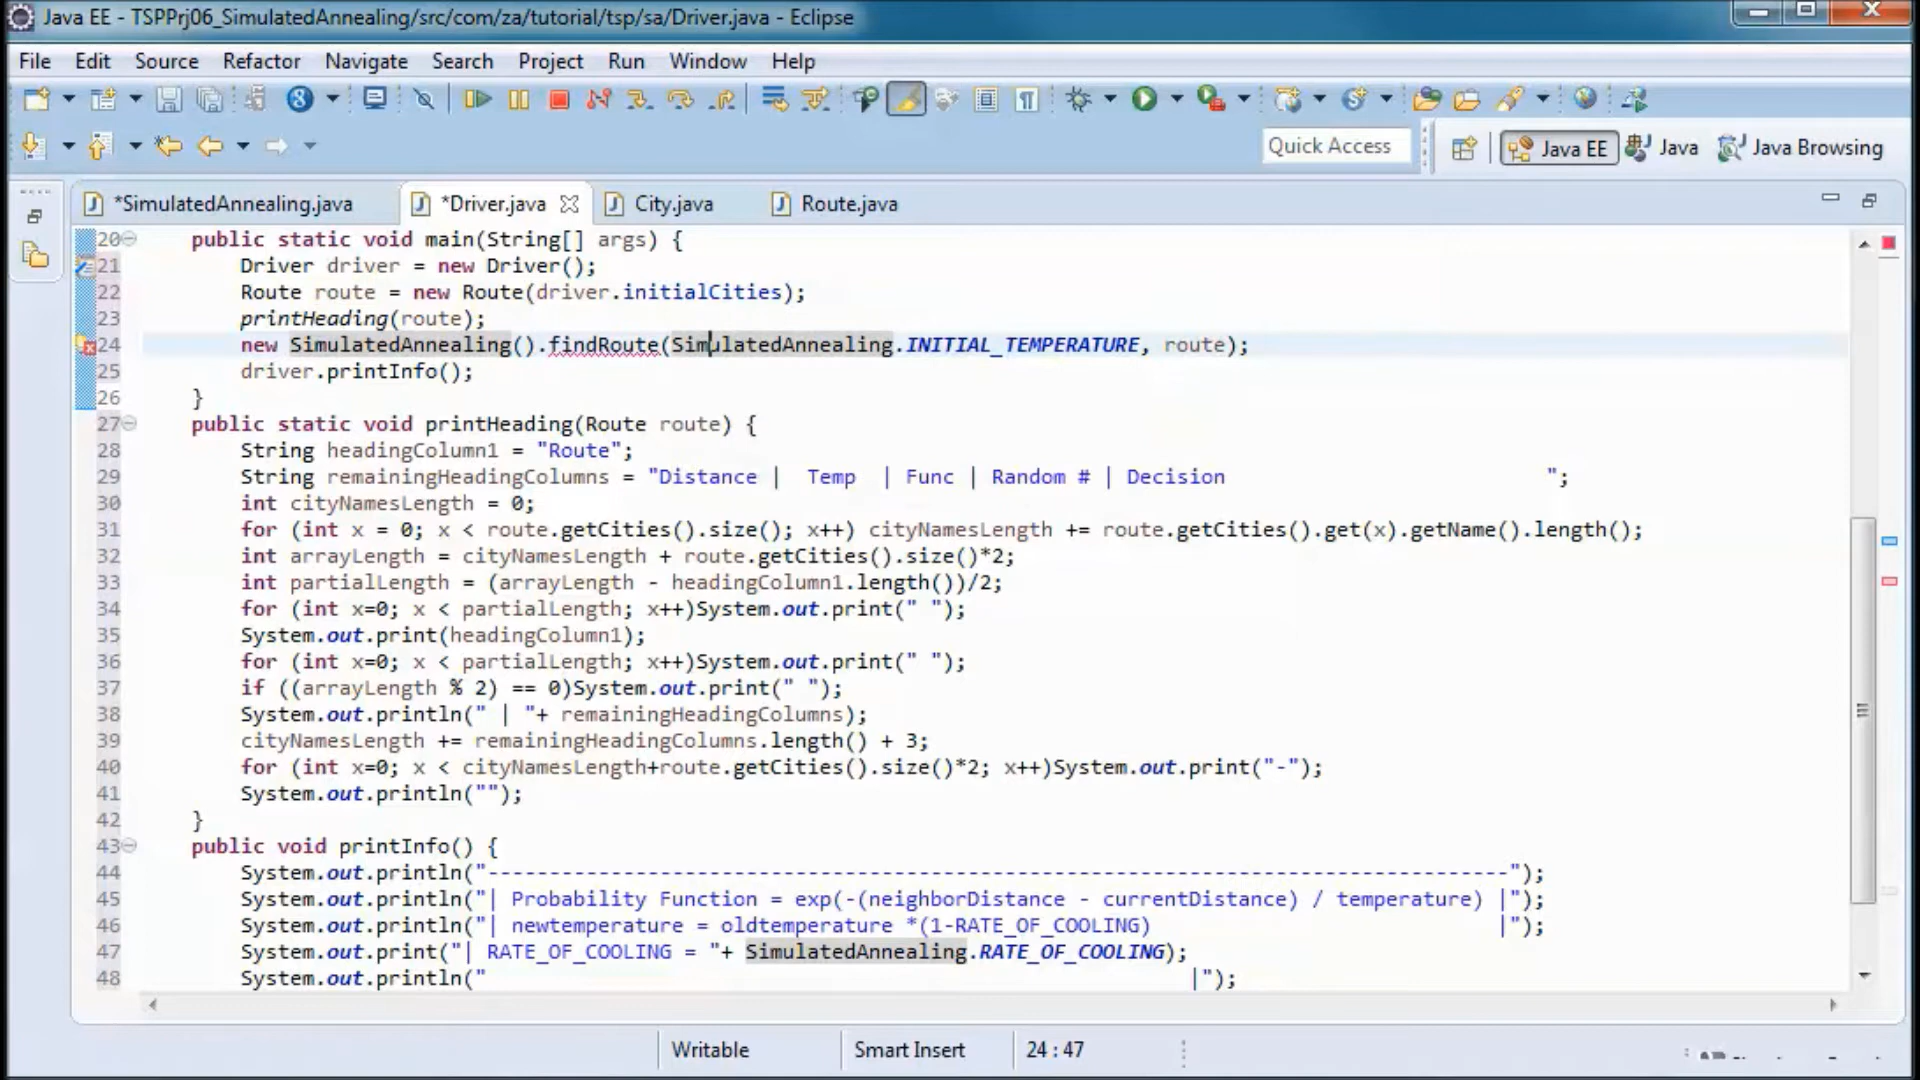 Java EE - TSPPrj06_SimulatedAnnealing/src/com/za/tutorial/tsp/sa/Driver.java - Eclipse
File Edit Source Refactor Navigate Search Project Run Window Help
Quick Access Java EE Java Java Browsing
*SimulatedAnnealing.java *Driver.java City.java Route.java
20 public static void main(String[] args) {
21 Driver driver = new Driver();
22 Route route = new Route(driver.initialCities);
23 printHeading(route);
24 new SimulatedAnnealing().findRoute(SimulatedAnnealing.INITIAL_TEMPERATURE, route);
25 driver.printInfo();
26 }
27 public static void printHeading(Route route) {
28 String headingColumn1 = "Route";
29 String remainingHeadingColumns = "Distance |  Temp  | Func | Random # | Decision                          ";
30 int cityNamesLength = 0;
31 for (int x = 0; x < route.getCities().size(); x++) cityNamesLength += route.getCities().get(x).getName().length();
32 int arrayLength = cityNamesLength + route.getCities().size()*2;
33 int partialLength = (arrayLength - headingColumn1.length())/2;
34 for (int x=0; x < partialLength; x++)System.out.print(" ");
35 System.out.print(headingColumn1);
36 for (int x=0; x < partialLength; x++)System.out.print(" ");
37 if ((arrayLength % 2) == 0)System.out.print(" ");
38 System.out.println(" | "+ remainingHeadingColumns);
39 cityNamesLength += remainingHeadingColumns.length() + 3;
40 for (int x=0; x < cityNamesLength+route.getCities().size()*2; x++)System.out.print("-");
41 System.out.println("");
42 }
43 public void printInfo() {
44 System.out.println("-----------------------------------------------------------------------------------");
45 System.out.println("| Probability Function = exp(-(neighborDistance - currentDistance) / temperature) |");
46 System.out.println("| newtemperature = oldtemperature *(1-RATE_OF_COOLING)                            |");
47 System.out.print("| RATE_OF_COOLING = "+ SimulatedAnnealing.RATE_OF_COOLING);
48 System.out.println("                                                         |");
Writable Smart Insert 24 : 47